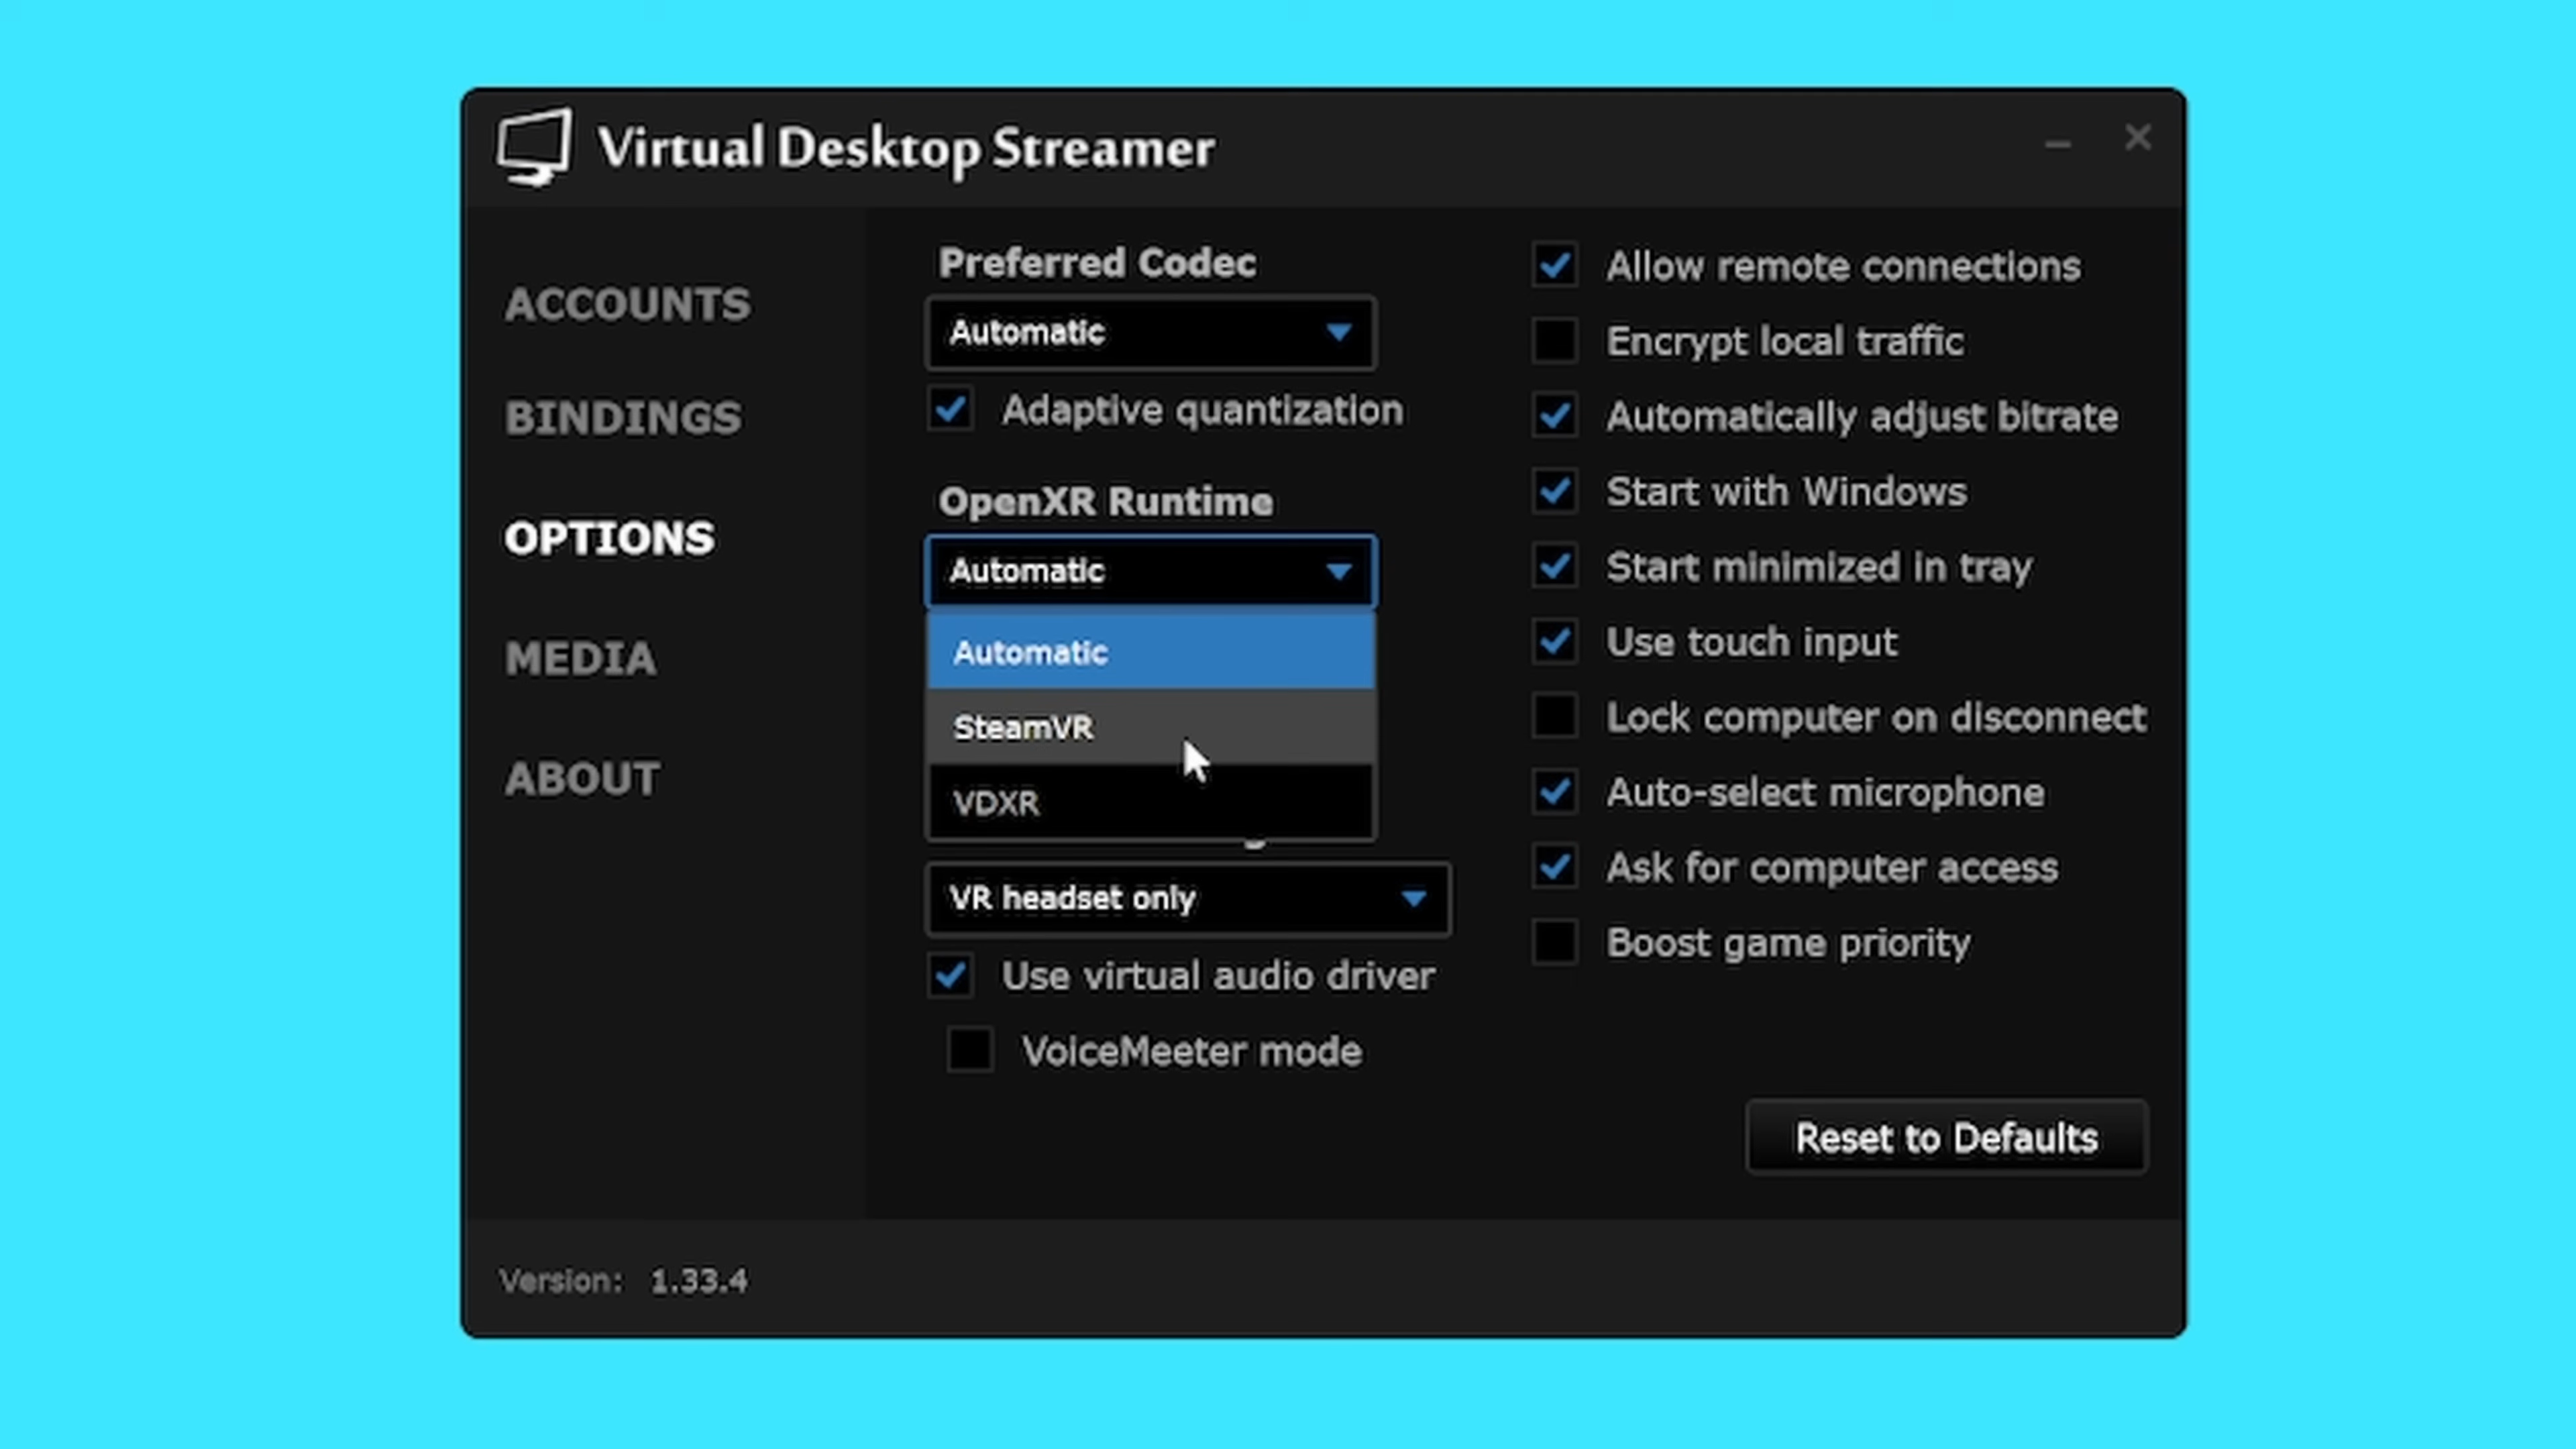 Virtual Desktop Streamer
ACCOUNTS
BINDINGS
OPTIONS
MEDIA
ABOUT
Preferred Codec
Automatic
Adaptive quantization
OpenXR Runtime
Automatic
Automatic
SteamVR
VDXR
VR headset only
Use virtual audio driver
VoiceMeeter mode
Allow remote connections
Encrypt local traffic
Automatically adjust bitrate
Start with Windows
Start minimized in tray
Use touch input
Lock computer on disconnect
Auto-select microphone
Ask for computer access
Boost game priority
Reset to Defaults
Version: 1.33.4